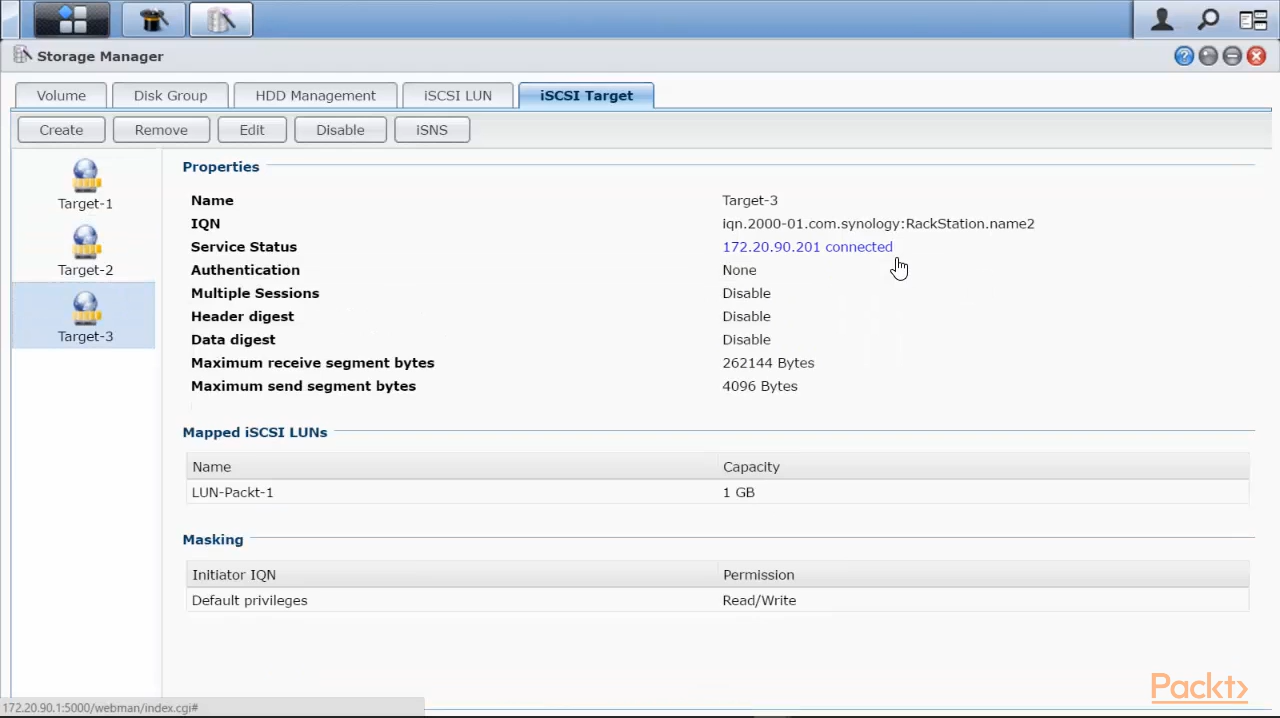 Storage Manager
Volume Disk Group HDD Management iSCSI LUN iSCSI Target
Create Remove Edit Disable iSNS
Target-1
Target-2
Target-3
Properties
Name Target-3
IQN iqn.2000-01.com.synology:RackStation.name2
Service Status 172.20.90.201 connected
Authentication None
Multiple Sessions Disable
Header digest Disable
Data digest Disable
Maximum receive segment bytes 262144 Bytes
Maximum send segment bytes 4096 Bytes
Mapped iSCSI LUNs
Name Capacity
LUN-Packt-1 1 GB
Masking
Initiator IQN Permission
Default privileges Read/Write
Packt>
172.20.90.1:5000/webman/index.cgi#